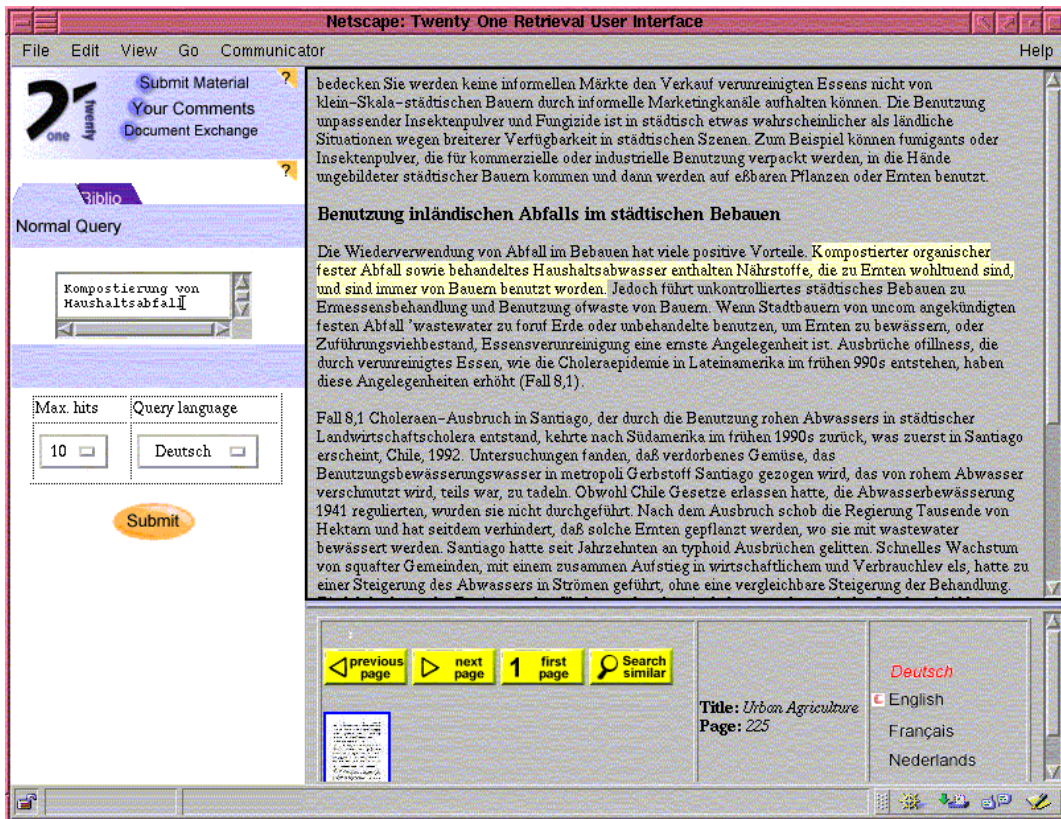 Netscape: Twenty One Retrieval User Interface
File Edit View Go Communicator Help
21 one twenty
Submit Material ?
Your Comments
Document Exchange
?
Biblio
Normal Query
Kompostierung von
Haushaltsabfall
Max. hits Query language
10 Deutsch
Submit
bedecken Sie werden keine informellen Märkte den Verkauf verunreinigten Essens nicht von
klein-Skala-städtischen Bauern durch informelle Marketingkanäle aufhalten können. Die Benutzung
unpassender Insektenpulver und Fungizide ist in städtisch etwas wahrscheinlicher als ländliche
Situationen wegen breiterer Verfügbarkeit in städtischen Szenen. Zum Beispiel können fumigants oder
Insektenpulver, die für kommerzielle oder industrielle Benutzung verpackt werden, in die Hände
ungebildeter städtischer Bauern kommen und dann werden auf eßbaren Pflanzen oder Ernten benutzt.
Benutzung inländischen Abfalls im städtischen Bebauen
Die Wiederverwendung von Abfall im Bebauen hat viele positive Vorteile. Kompostierter organischer
fester Abfall sowie behandeltes Haushaltsabwasser enthalten Nährstoffe, die zu Ernten wohltuend sind,
und sind immer von Bauern benutzt worden. Jedoch führt unkontrolliertes städtisches Bebauen zu
Ermessensbehandlung und Benutzung ofwaste von Bauern. Wenn Stadtbauern von uncom angekündigten
festen Abfall 'wastewater zu foruf Erde oder unbehandelte benutzen, um Ernten zu bewässern, oder
Zuführungsviehbestand, Essensverunreinigung eine ernste Angelegenheit ist. Ausbrüche ofillness, die
durch verunreinigtes Essen, wie die Choleraepidemie in Lateinamerika im frühen 990s entstehen, haben
diese Angelegenheiten erhöht (Fall 8,1).
Fall 8,1 Choleraen-Ausbruch in Santiago, der durch die Benutzung rohen Abwassers in städtischer
Landwirtschaftscholera entstand, kehrte nach Südamerika im frühen 1990s zurück, was zuerst in Santiago
erscheint, Chile, 1992. Untersuchungen fanden, daß verdorbenes Gemüse, das
Benutzungsbewässerungswasser in metropoli Gerbstoff Santiago gezogen wird, das von rohem Abwasser
verschmutzt wird, teils war, zu tadeln. Obwohl Chile Gesetze erlassen hatte, die Abwasserbewässerung
1941 regulierten, wurden sie nicht durchgeführt. Nach dem Ausbruch schob die Regierung Tausende von
Hektarn und hat seitdem verhindert, daß solche Ernten gepflanzt werden, wo sie mit wastewater
bewässert werden. Santiago hatte seit Jahrzehnten an typhoid Ausbrüchen gelitten. Schnelles Wachstum
von squafter Gemeinden, mit einem zusammen Aufstieg in wirtschaftlichem und Verbrauchlev els, hatte zu
einer Steigerung des Abwassers in Strömen geführt, ohne eine vergleichbare Steigerung der Behandlung.
previous page next page 1 first page Search similar
Title: Urban Agriculture
Page: 225
Deutsch
English
Français
Nederlands